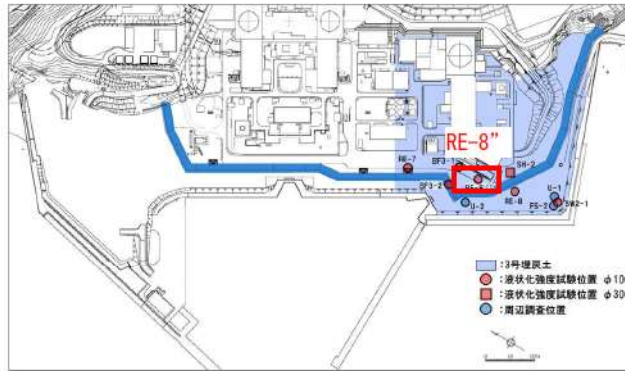 RE-8”
RE-7
BF3-1
SH-2
BF3-2
U-3
RE-8
U-1
FS-2
SW2-1
:3号埋戻土
:液状化強度試験位置 φ100
:液状化強度試験位置 φ300
:周辺調査位置